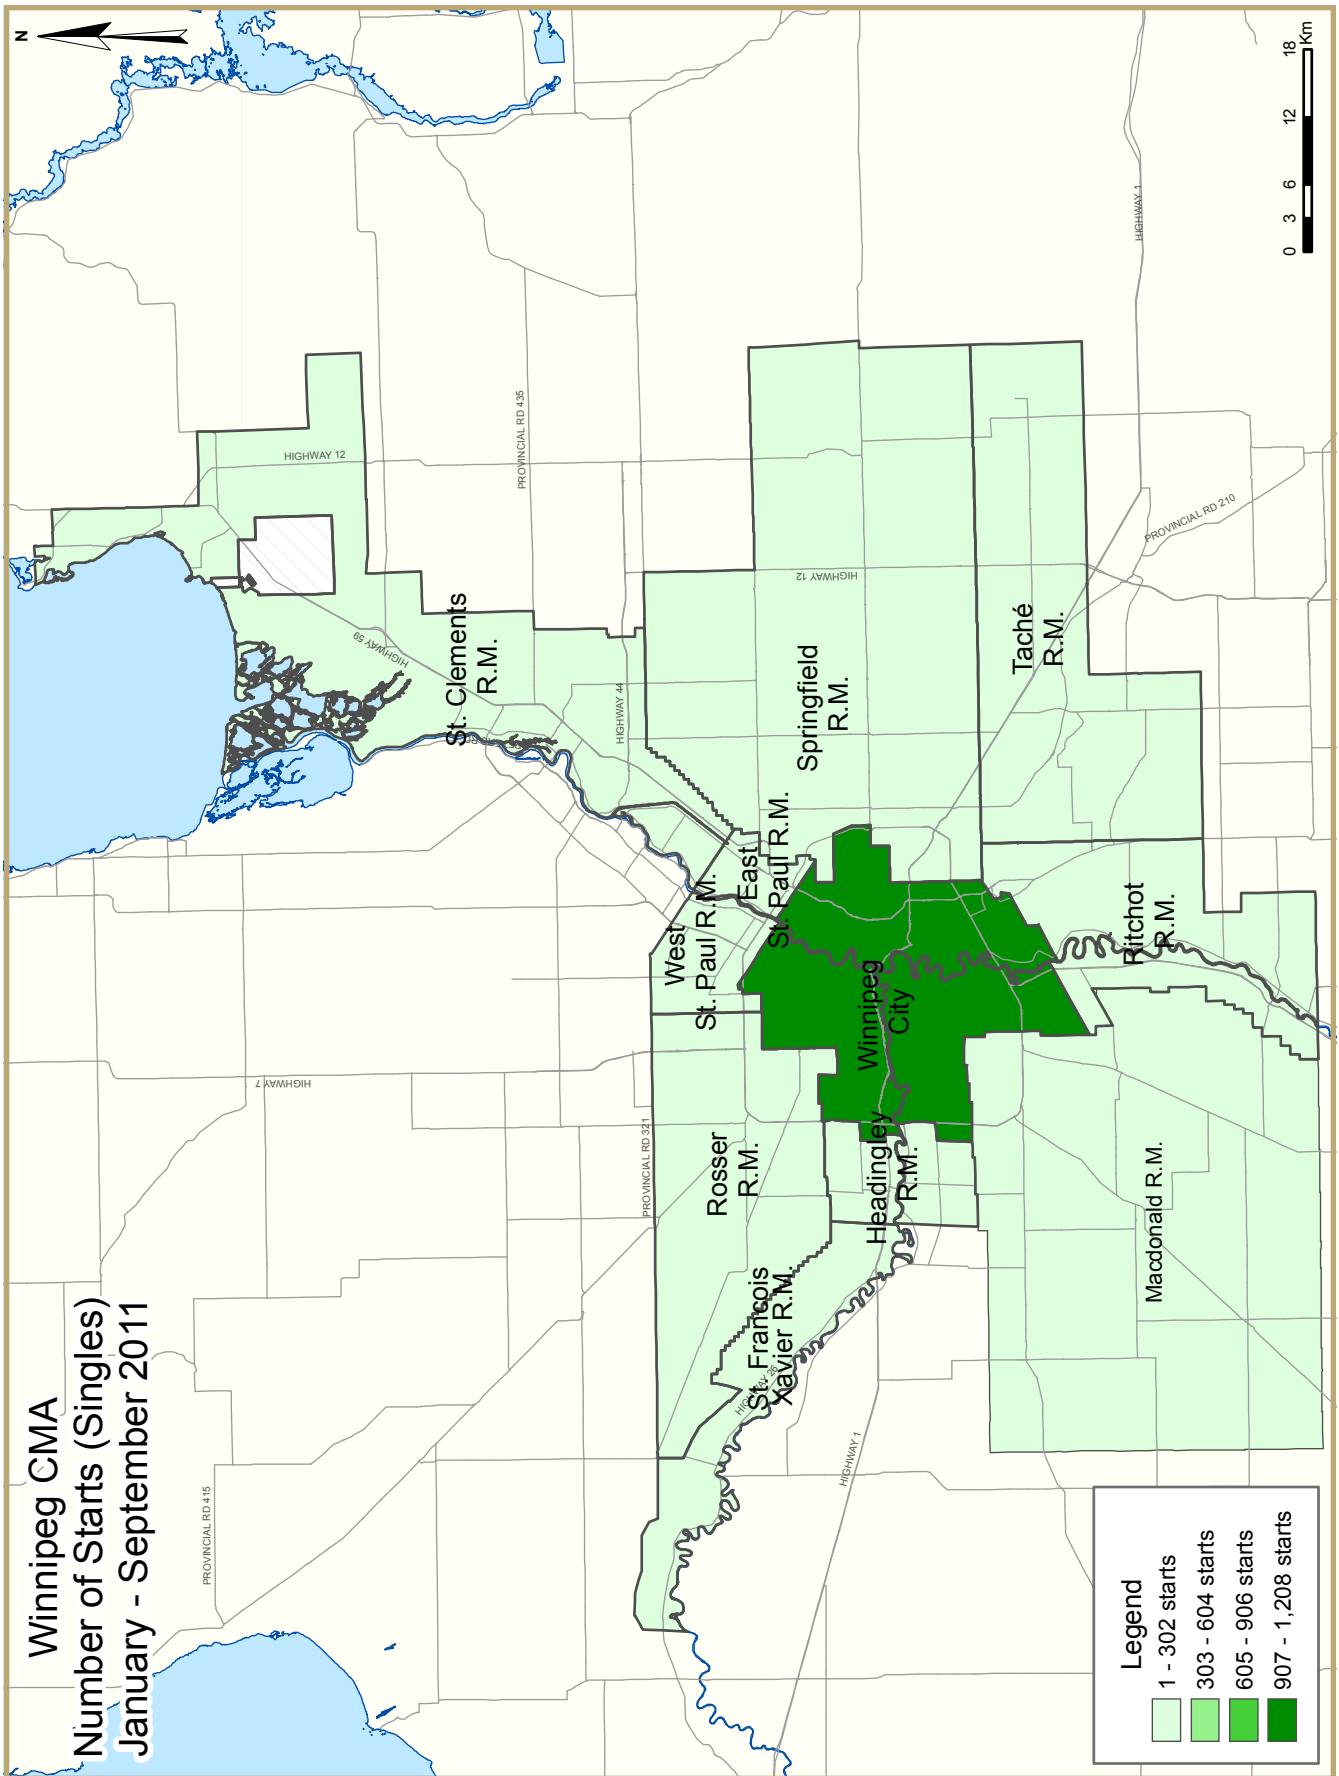 Winnipeg CMA
Number of Starts (Singles)
January - September 2011
N
0 3 6 12 18
Km
PROVINCIAL RD 415
HIGHWAY 7
PROVINCIAL RD 321
HIGHWAY 26
HIGHWAY 1
HIGHWAY 59
HIGHWAY 12
PROVINCIAL RD 435
HIGHWAY 44
HIGHWAY 12
HIGHWAY 1
PROVINCIAL RD 210
St. Clements
R.M.
West
St. Paul R.M.
East
St. Paul R.M.
Rosser
R.M.
St. Francois
Xavier R.M.
Headingley
R.M.
Winnipeg
City
Springfield
R.M.
Taché
R.M.
Ritchot
R.M.
Macdonald R.M.
Legend
1 - 302 starts
303 - 604 starts
605 - 906 starts
907 - 1,208 starts